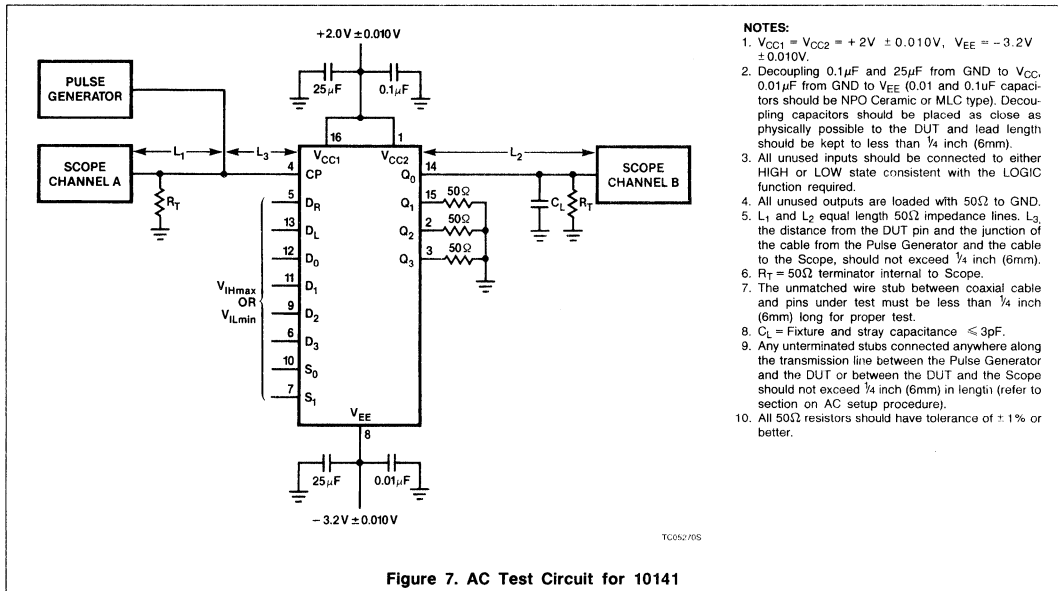 +2.0V ± 0.010V
25μF
0.1μF
PULSE
GENERATOR
SCOPE
CHANNEL A
L1
L3
RT
16
1
VCC1
VCC2
4
CP
5
DR
13
DL
12
D0
11
D1
9
D2
6
D3
10
S0
7
S1
VIHmax
OR
VILmin
VEE
8
14
Q0
15
Q1
2
Q2
3
Q3
50Ω
50Ω
50Ω
L2
CL
RT
SCOPE
CHANNEL B
25μF
0.01μF
− 3.2V ± 0.010V
TC05270S
NOTES:
1. VCC1 = VCC2 = + 2V ± 0.010V, VEE = − 3.2V
± 0.010V.
2. Decoupling 0.1μF and 25μF from GND to VCC,
0.01μF from GND to VEE (0.01 and 0.1uF capaci-
tors should be NPO Ceramic or MLC type). Decou-
pling capacitors should be placed as close as
physically possible to the DUT and lead length
should be kept to less than 1/4 inch (6mm).
3. All unused inputs should be connected to either
HIGH or LOW state consistent with the LOGIC
function required.
4. All unused outputs are loaded with 50Ω to GND.
5. L1 and L2 equal length 50Ω impedance lines. L3,
the distance from the DUT pin and the junction of
the cable from the Pulse Generator and the cable
to the Scope, should not exceed 1/4 inch (6mm).
6. RT = 50Ω terminator internal to Scope.
7. The unmatched wire stub between coaxial cable
and pins under test must be less than 1/4 inch
(6mm) long for proper test.
8. CL = Fixture and stray capacitance ⩽ 3pF.
9. Any unterminated stubs connected anywhere along
the transmission line between the Pulse Generator
and the DUT or between the DUT and the Scope
should not exceed 1/4 inch (6mm) in length (refer to
section on AC setup procedure).
10. All 50Ω resistors should have tolerance of ± 1% or
better.
Figure 7. AC Test Circuit for 10141